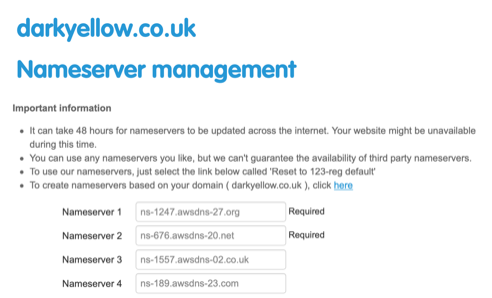 darkyellow.co.uk
Nameserver management
Important information
• It can take 48 hours for nameservers to be updated across the internet. Your website might be unavailable
during this time.
• You can use any nameservers you like, but we can't guarantee the availability of third party nameservers.
• To use our nameservers, just select the link below called 'Reset to 123-reg default'
• To create nameservers based on your domain ( darkyellow.co.uk ), click here
Nameserver 1 ns-1247.awsdns-27.org Required
Nameserver 2 ns-676.awsdns-20.net Required
Nameserver 3 ns-1557.awsdns-02.co.uk
Nameserver 4 ns-189.awsdns-23.com